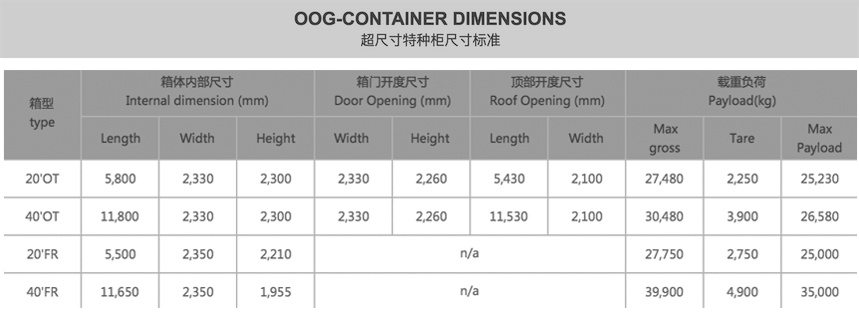 OOG-CONTAINER DIMENSIONS
超尺寸特种柜尺寸标准
箱型 type 箱体内部尺寸 Internal dimension (mm) 箱门开度尺寸 Door Opening (mm) 顶部开度尺寸 Roof Opening (mm) 载重负荷 Payload(kg)
Length Width Height Width Height Length Width Max gross Tare Max Payload
20'OT 5,800 2,330 2,300 2,330 2,260 5,430 2,100 27,480 2,250 25,230
40'OT 11,800 2,330 2,300 2,330 2,260 11,530 2,100 30,480 3,900 26,580
20'FR 5,500 2,350 2,210 n/a 27,750 2,750 25,000
40'FR 11,650 2,350 1,955 n/a 39,900 4,900 35,000